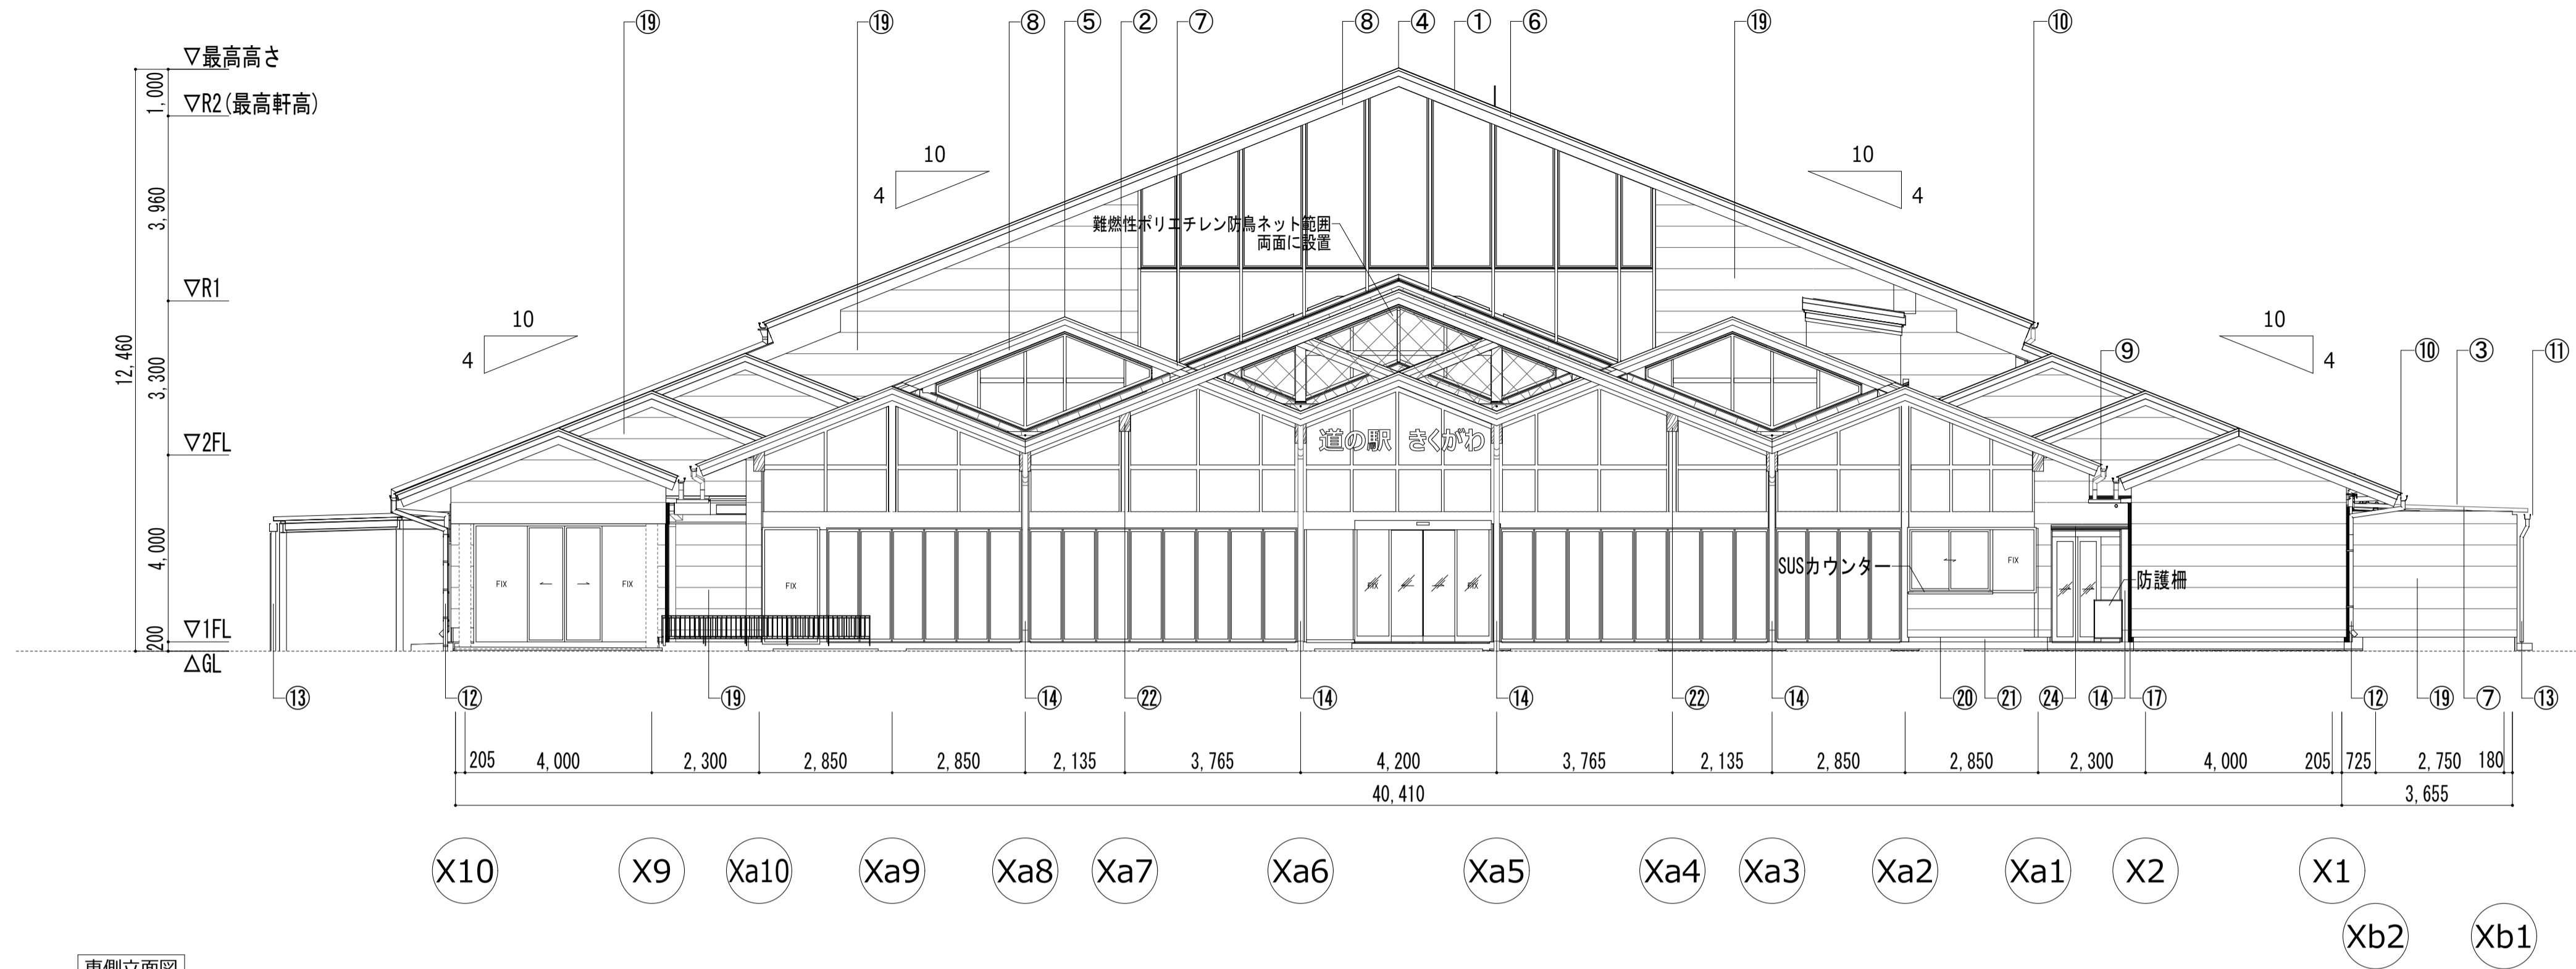 ⑲ ⑲ ⑧ ⑤ ② ⑦ ⑧ ④ ① ⑥ ⑲ ⑩
▽最高高さ
1,000
▽R2(最高軒高)
10 10
4 4
3,960
難燃性ポリエチレン防鳥ネット範囲
両面に設置
▽R1
10 10
4 4
12,460
3,300
⑨ ⑩ ③ ⑪
▽2FL
道の駅 きくがわ
4,000
SUSカウンター
防護柵
FIX FIX FIX FIX FIX FIX
▽1FL
200
△GL
⑬ ⑫ ⑲ ⑭ ㉒ ⑭ ⑭ ㉒ ⑭ ⑳ ㉑ ㉔ ⑭ ⑰ ⑫ ⑲ ⑦ ⑬
205 4,000 2,300 2,850 2,850 2,135 3,765 4,200 3,765 2,135 2,850 2,850 2,300 4,000 205 725 2,750 180
40,410 3,655
X10 X9 Xa10 Xa9 Xa8 Xa7 Xa6 Xa5 Xa4 Xa3 Xa2 Xa1 X2 X1
Xb2 Xb1